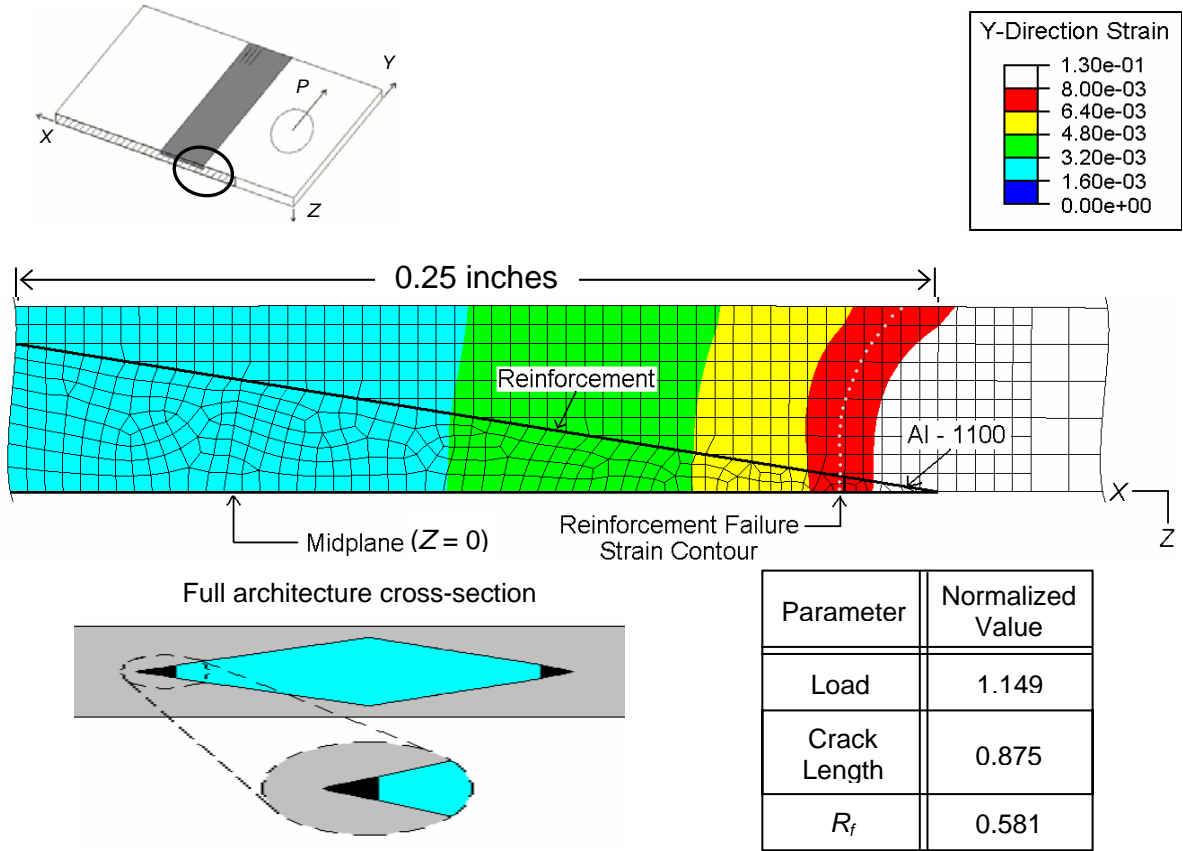 Y
P
X
Z
Y-Direction Strain
1.30e-01
8.00e-03
6.40e-03
4.80e-03
3.20e-03
1.60e-03
0.00e+00
0.25 inches
Reinforcement
Al - 1100
X
Z
Midplane (Z = 0)
Reinforcement Failure
Strain Contour
Full architecture cross-section
Parameter Normalized
Value
Load 1.149
Crack
Length 0.875
Rf 0.581